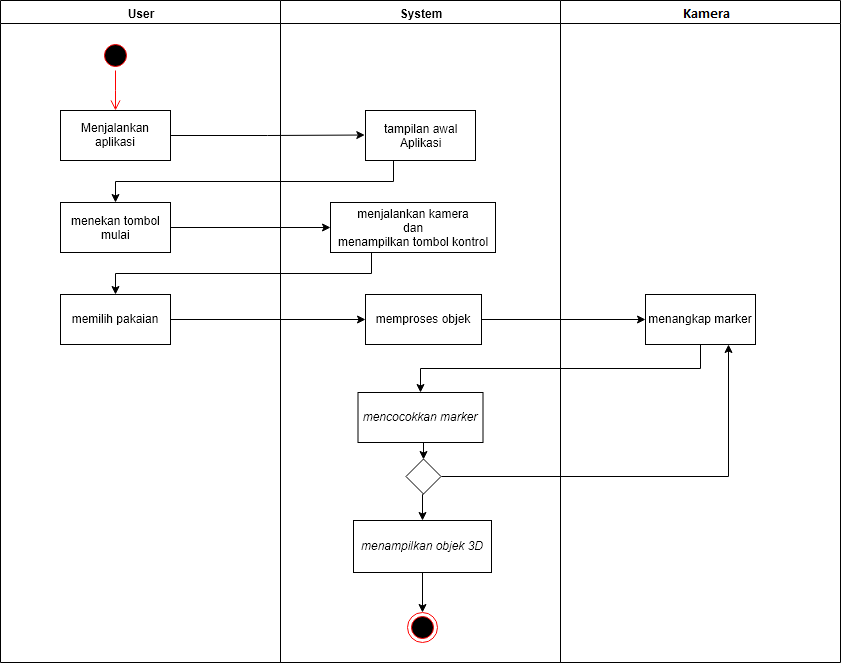 User
System
Kamera
Menjalankan
aplikasi
tampilan awal
Aplikasi
menekan tombol
mulai
menjalankan kamera
dan
menampilkan tombol kontrol
memilih pakaian
memproses objek
menangkap marker
mencocokkan marker
menampilkan objek 3D